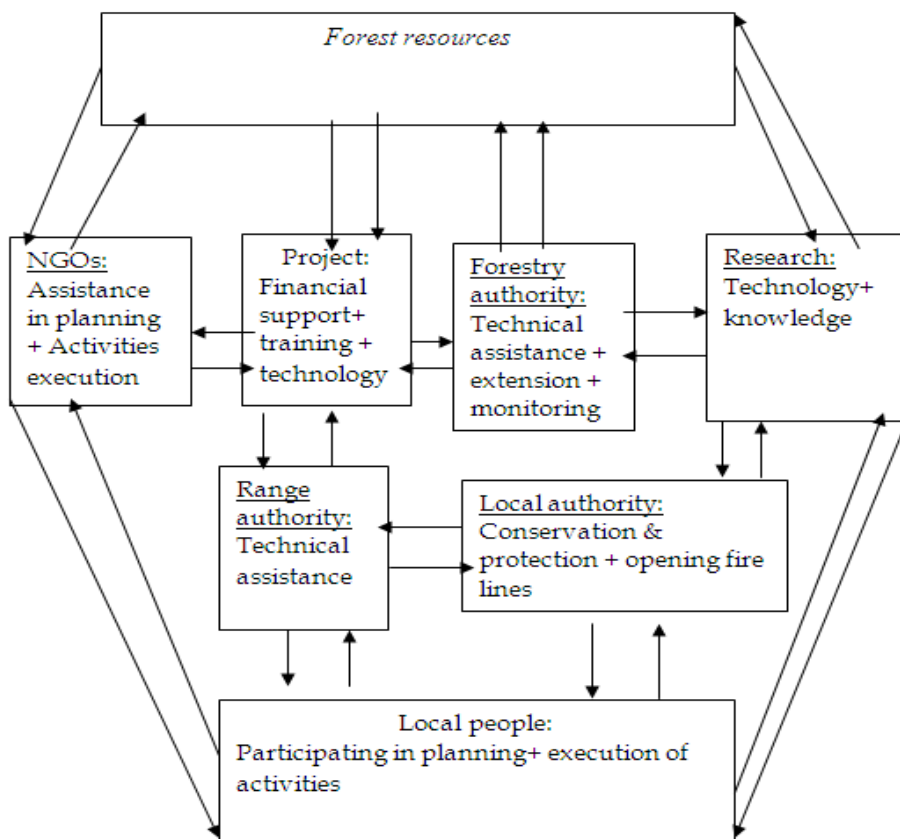 Forest resources
NGOs:
Assistance
in planning
+ Activities
execution
Project:
Financial
support+
training +
technology
Forestry
authority:
Technical
assistance +
extension +
monitoring
Research:
Technology+
knowledge
Range
authority:
Technical
assistance
Local authority:
Conservation &
protection + opening fire
lines
Local people:
Participating in planning+ execution of
activities